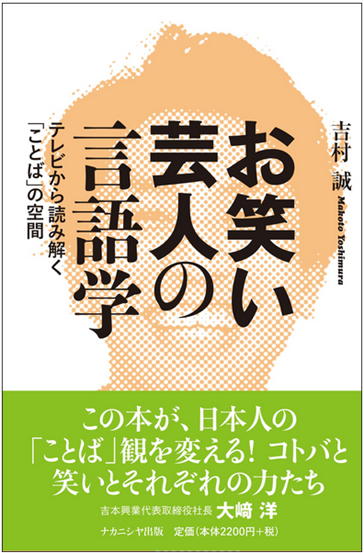 お笑い
芸人の
言語学
テレビから読み解く
「ことば」の空間
吉村 誠
Makoto Yoshimura
この本が、日本人の
「ことば」観を変える! コトバと
笑いとそれぞれの力たち
吉本興業代表取締役社長 大﨑 洋
ナカニシヤ出版 定価(本体2200円+税)